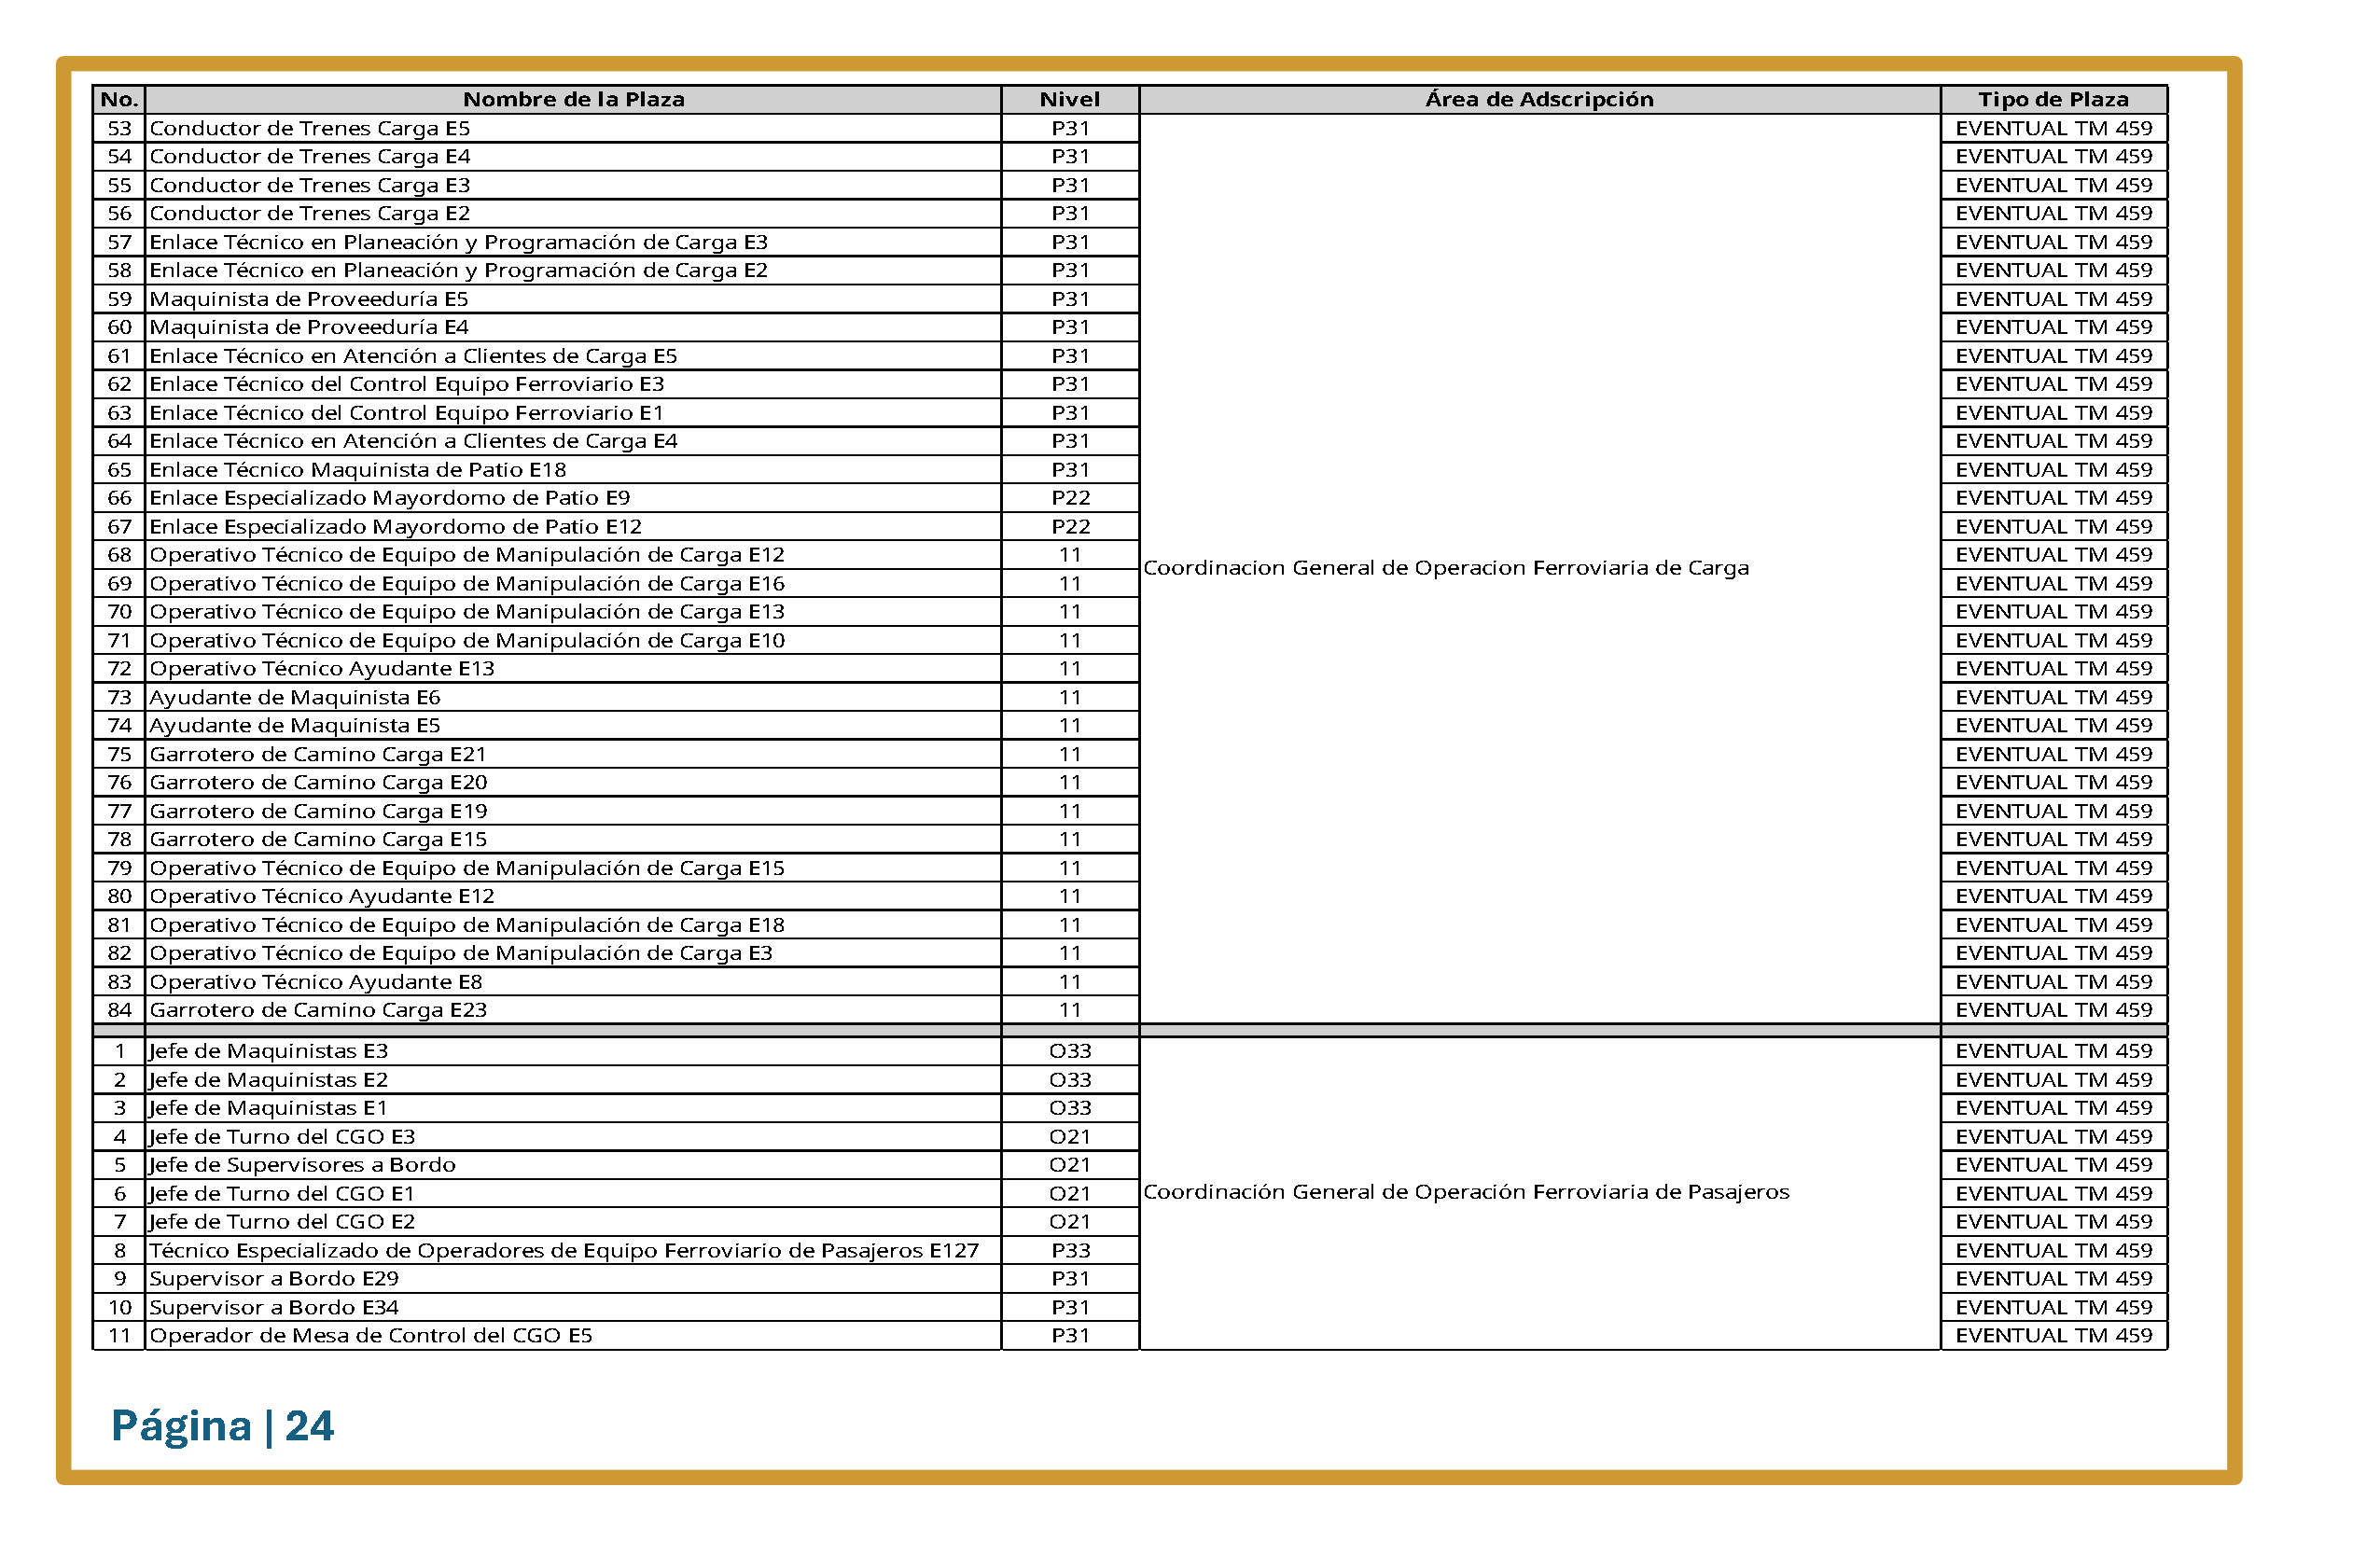 No. Nombre de la Plaza Nivel Área de Adscripción Tipo de Plaza
53 Conductor de Trenes Carga E5 P31 EVENTUAL TM 459
54 Conductor de Trenes Carga E4 P31 EVENTUAL TM 459
55 Conductor de Trenes Carga E3 P31 EVENTUAL TM 459
56 Conductor de Trenes Carga E2 P31 EVENTUAL TM 459
57 Enlace Técnico en Planeación y Programación de Carga E3 P31 EVENTUAL TM 459
58 Enlace Técnico en Planeación y Programación de Carga E2 P31 EVENTUAL TM 459
59 Maquinista de Proveeduría E5 P31 EVENTUAL TM 459
60 Maquinista de Proveeduría E4 P31 EVENTUAL TM 459
61 Enlace Técnico en Atención a Clientes de Carga E5 P31 EVENTUAL TM 459
62 Enlace Técnico del Control Equipo Ferroviario E3 P31 EVENTUAL TM 459
63 Enlace Técnico del Control Equipo Ferroviario E1 P31 EVENTUAL TM 459
64 Enlace Técnico en Atención a Clientes de Carga E4 P31 EVENTUAL TM 459
65 Enlace Técnico Maquinista de Patio E18 P31 EVENTUAL TM 459
66 Enlace Especializado Mayordomo de Patio E9 P22 EVENTUAL TM 459
67 Enlace Especializado Mayordomo de Patio E12 P22 EVENTUAL TM 459
68 Operativo Técnico de Equipo de Manipulación de Carga E12 11 EVENTUAL TM 459
Coordinacion General de Operacion Ferroviaria de Carga
69 Operativo Técnico de Equipo de Manipulación de Carga E16 11 EVENTUAL TM 459
70 Operativo Técnico de Equipo de Manipulación de Carga E13 11 EVENTUAL TM 459
71 Operativo Técnico de Equipo de Manipulación de Carga E10 11 EVENTUAL TM 459
72 Operativo Técnico Ayudante E13 11 EVENTUAL TM 459
73 Ayudante de Maquinista E6 11 EVENTUAL TM 459
74 Ayudante de Maquinista E5 11 EVENTUAL TM 459
75 Garrotero de Camino Carga E21 11 EVENTUAL TM 459
76 Garrotero de Camino Carga E20 11 EVENTUAL TM 459
77 Garrotero de Camino Carga E19 11 EVENTUAL TM 459
78 Garrotero de Camino Carga E15 11 EVENTUAL TM 459
79 Operativo Técnico de Equipo de Manipulación de Carga E15 11 EVENTUAL TM 459
80 Operativo Técnico Ayudante E12 11 EVENTUAL TM 459
81 Operativo Técnico de Equipo de Manipulación de Carga E18 11 EVENTUAL TM 459
82 Operativo Técnico de Equipo de Manipulación de Carga E3 11 EVENTUAL TM 459
83 Operativo Técnico Ayudante E8 11 EVENTUAL TM 459
84 Garrotero de Camino Carga E23 11 EVENTUAL TM 459
1 Jefe de Maquinistas E3 O33 EVENTUAL TM 459
2 Jefe de Maquinistas E2 O33 EVENTUAL TM 459
3 Jefe de Maquinistas E1 O33 EVENTUAL TM 459
4 Jefe de Turno del CGO E3 O21 EVENTUAL TM 459
5 Jefe de Supervisores a Bordo O21 EVENTUAL TM 459
6 Jefe de Turno del CGO E1 O21 Coordinación General de Operación Ferroviaria de Pasajeros EVENTUAL TM 459
7 Jefe de Turno del CGO E2 O21 EVENTUAL TM 459
8 Técnico Especializado de Operadores de Equipo Ferroviario de Pasajeros E127 P33 EVENTUAL TM 459
9 Supervisor a Bordo E29 P31 EVENTUAL TM 459
10 Supervisor a Bordo E34 P31 EVENTUAL TM 459
11 Operador de Mesa de Control del CGO E5 P31 EVENTUAL TM 459
Página | 24